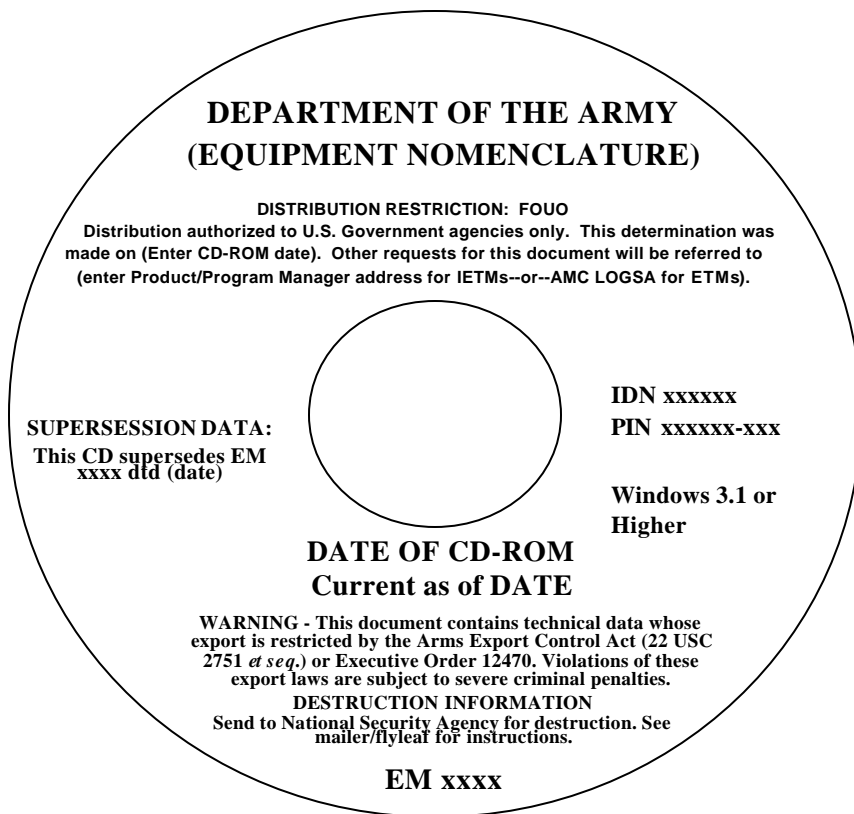 DEPARTMENT OF THE ARMY
(EQUIPMENT NOMENCLATURE)
DISTRIBUTION RESTRICTION: FOUO
Distribution authorized to U.S. Government agencies only. This determination was
made on (Enter CD-ROM date). Other requests for this document will be referred to
(enter Product/Program Manager address for IETMs--or--AMC LOGSA for ETMs).
SUPERSESSION DATA:
This CD supersedes EM
xxxx dtd (date)
IDN xxxxxx
PIN xxxxxx-xxx
Windows 3.1 or
Higher
DATE OF CD-ROM
Current as of DATE
WARNING - This document contains technical data whose
export is restricted by the Arms Export Control Act (22 USC
2751 et seq.) or Executive Order 12470. Violations of these
export laws are subject to severe criminal penalties.
DESTRUCTION INFORMATION
Send to National Security Agency for destruction. See
mailer/flyleaf for instructions.
EM xxxx